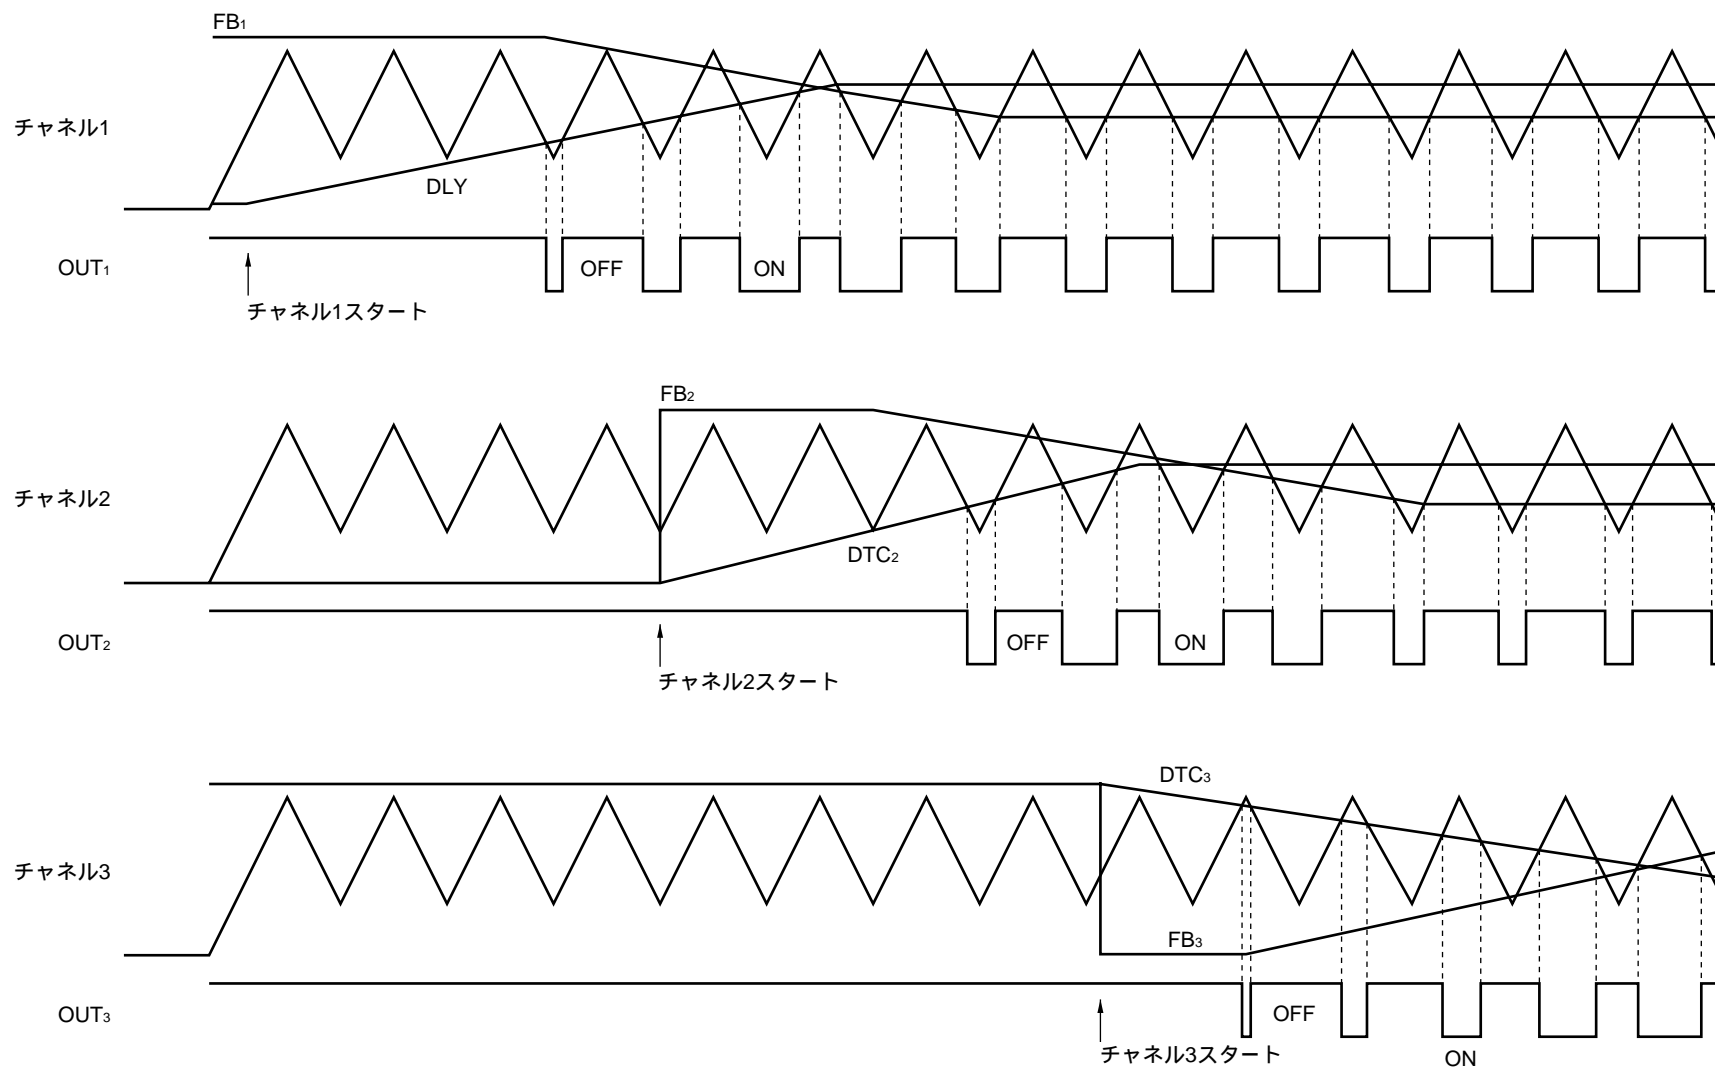 FB1
チャネル1
DLY
OUT1
OFF
ON
チャネル1スタート
FB2
チャネル2
DTC2
OUT2
OFF
ON
チャネル2スタート
DTC3
チャネル3
FB3
OUT3
OFF
ON
チャネル3スタート